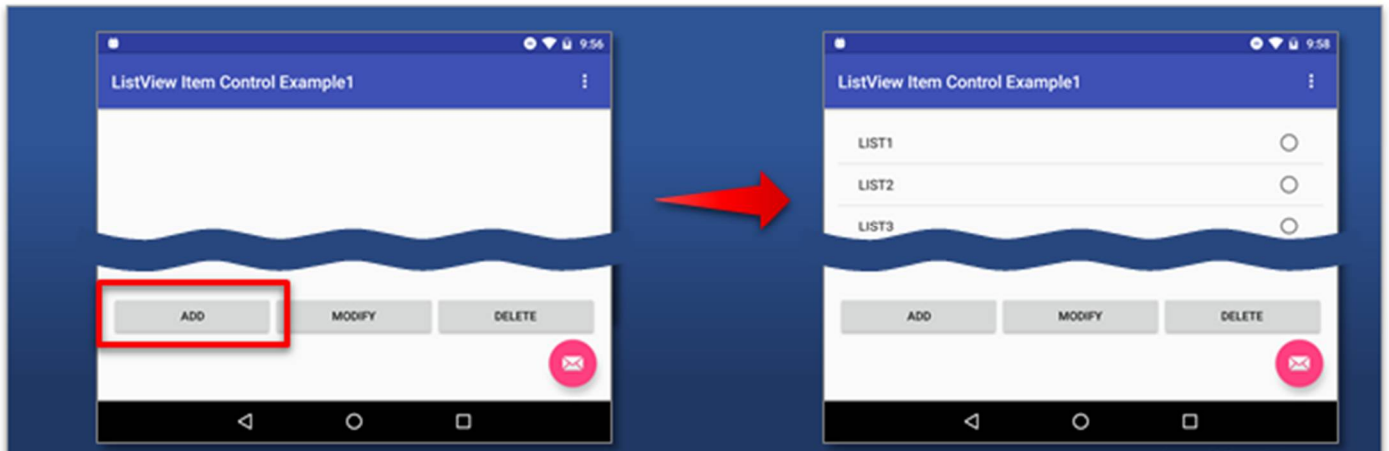 9:56
ListView Item Control Example1
ADD MODIFY DELETE
9:58
ListView Item Control Example1
LIST1
LIST2
LIST3
ADD MODIFY DELETE